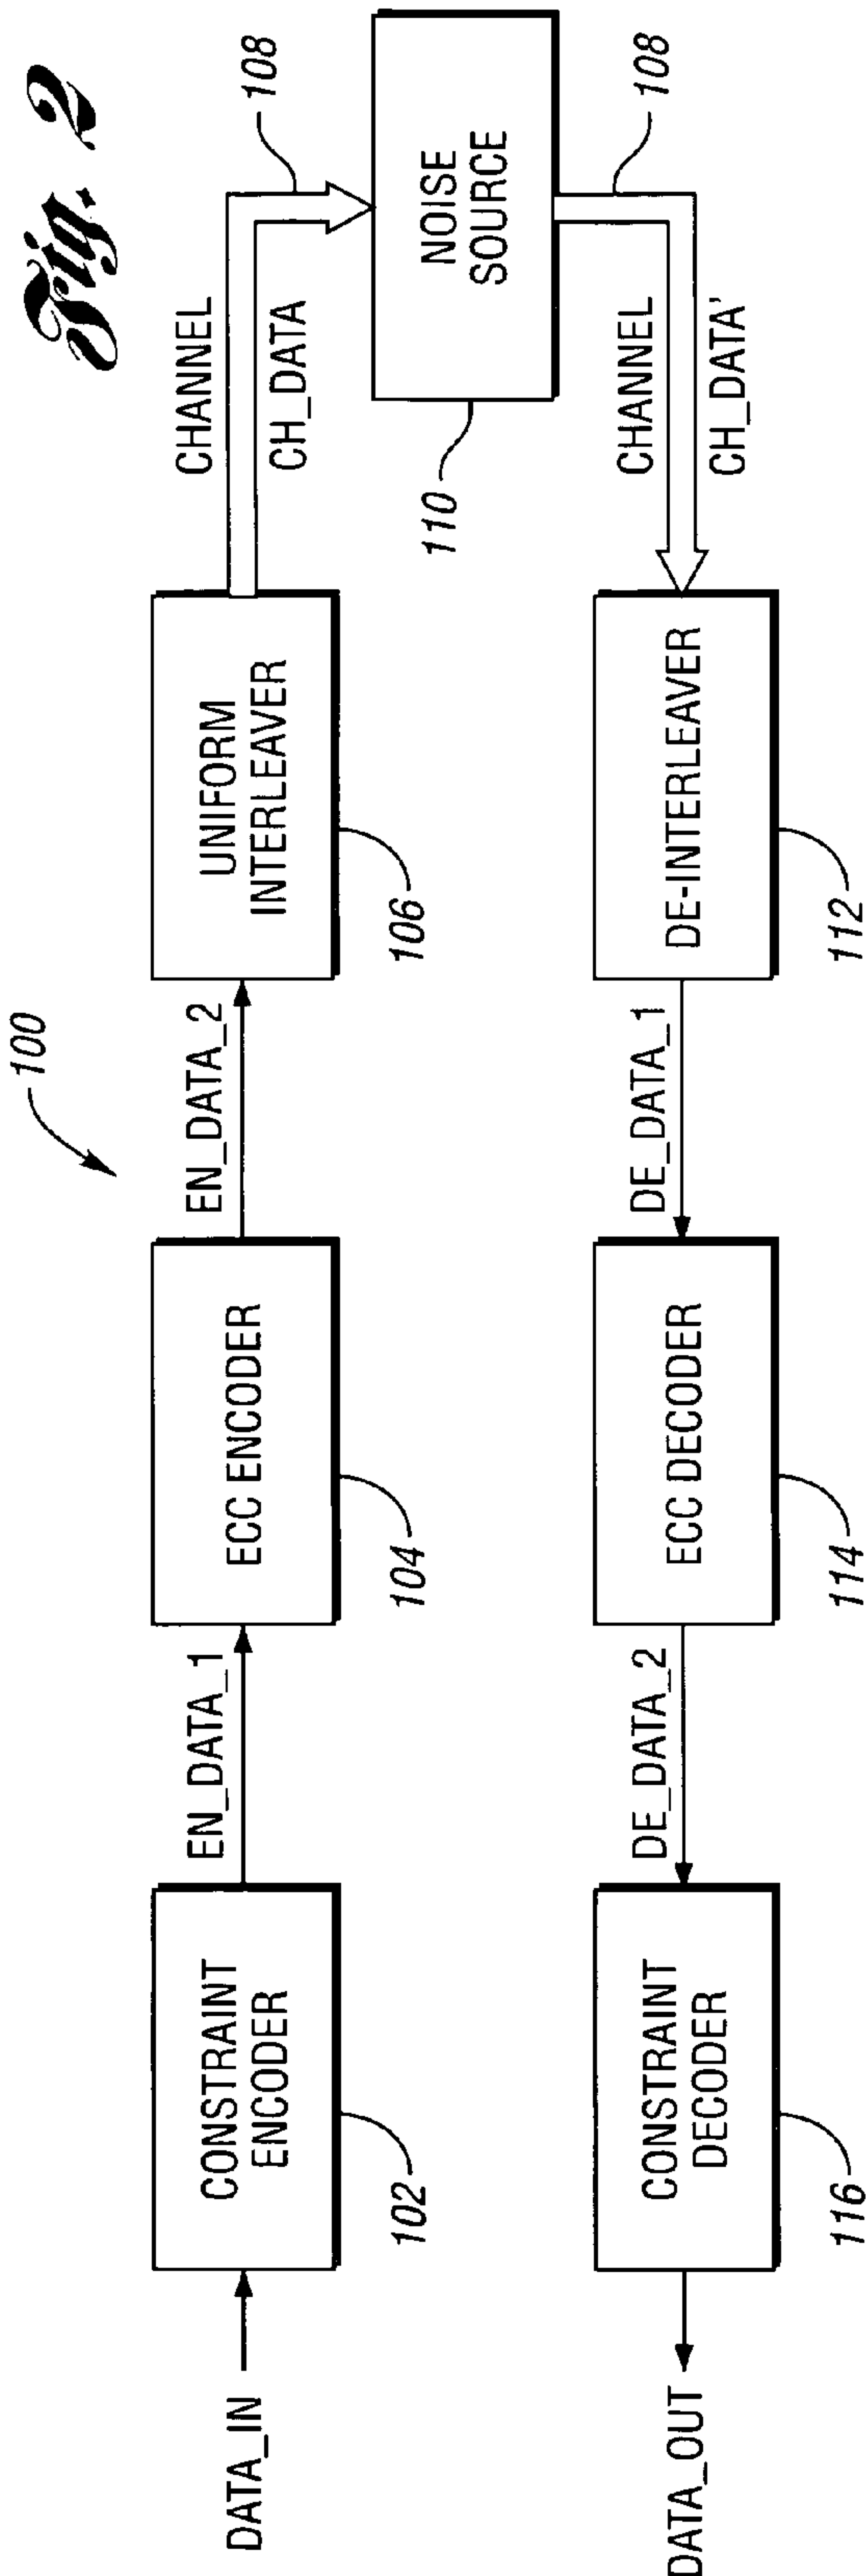 Fig. 2
100
DATA_IN
CONSTRAINT
ENCODER
102
EN_DATA_1
ECC ENCODER
104
EN_DATA_2
UNIFORM
INTERLEAVER
106
CHANNEL
CH_DATA
108
NOISE
SOURCE
110
108
CHANNEL
CH_DATA'
DE-INTERLEAVER
112
DE_DATA_1
ECC DECODER
114
DE_DATA_2
CONSTRAINT
DECODER
116
DATA_OUT